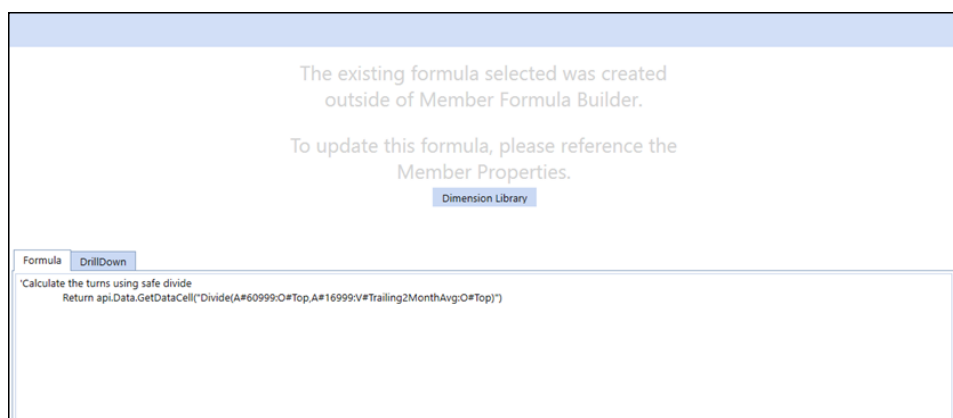 The existing formula selected was created
outside of Member Formula Builder.
To update this formula, please reference the
Member Properties.
Dimension Library
Formula DrillDown
'Calculate the turns using safe divide
Return api.Data.GetDataCell("Divide(A#60999:O#Top,A#16999:V#Trailing2MonthAvg:O#Top)")